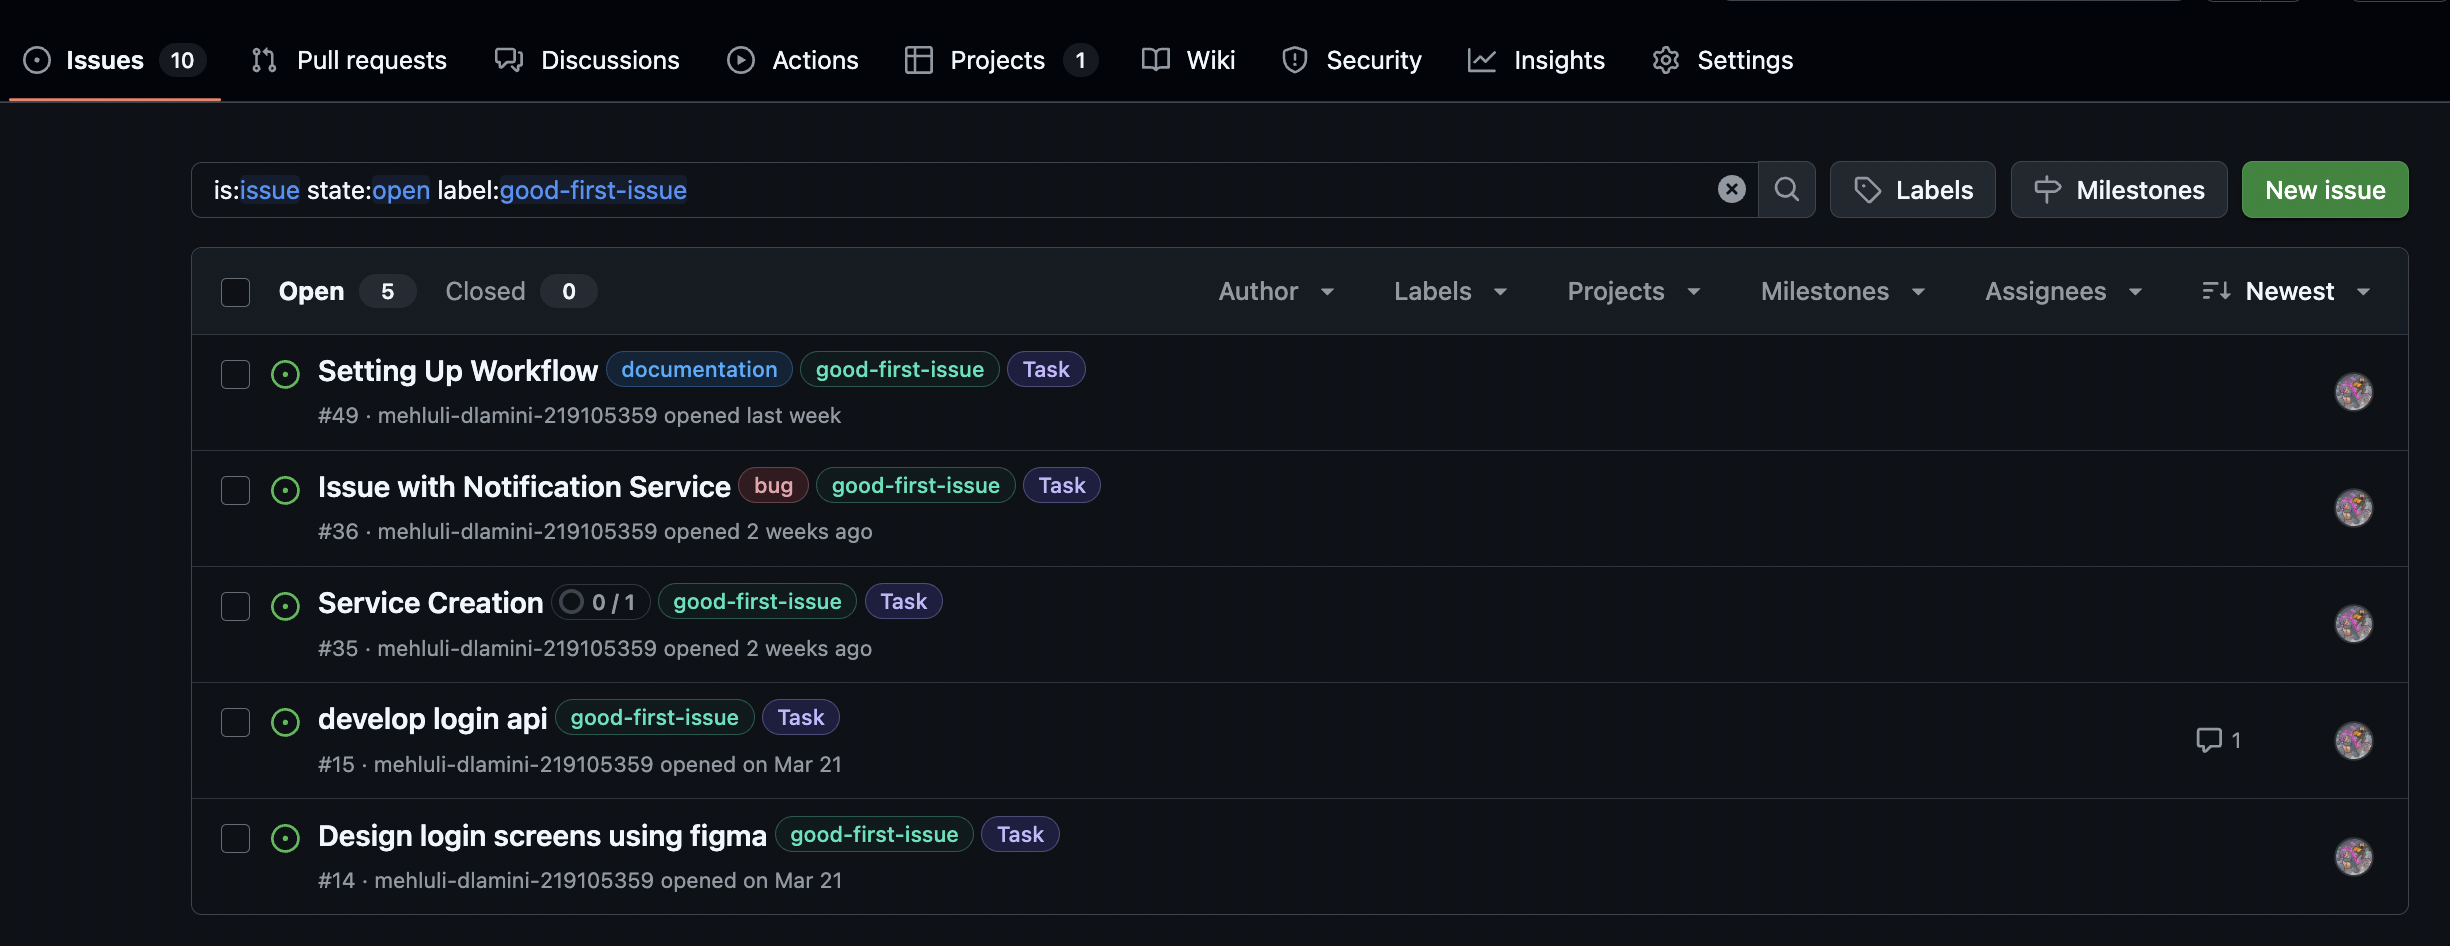 Issues 10 Pull requests Discussions Actions Projects 1 Wiki Security Insights Settings
is:issue state:open label:good-first-issue Labels Milestones New issue
Open 5 Closed 0 Author Labels Projects Milestones Assignees Newest
Setting Up Workflow documentation good-first-issue Task
#49 · mehluli-dlamini-219105359 opened last week
Issue with Notification Service bug good-first-issue Task
#36 · mehluli-dlamini-219105359 opened 2 weeks ago
Service Creation 0 / 1 good-first-issue Task
#35 · mehluli-dlamini-219105359 opened 2 weeks ago
develop login api good-first-issue Task
1
#15 · mehluli-dlamini-219105359 opened on Mar 21
Design login screens using figma good-first-issue Task
#14 · mehluli-dlamini-219105359 opened on Mar 21